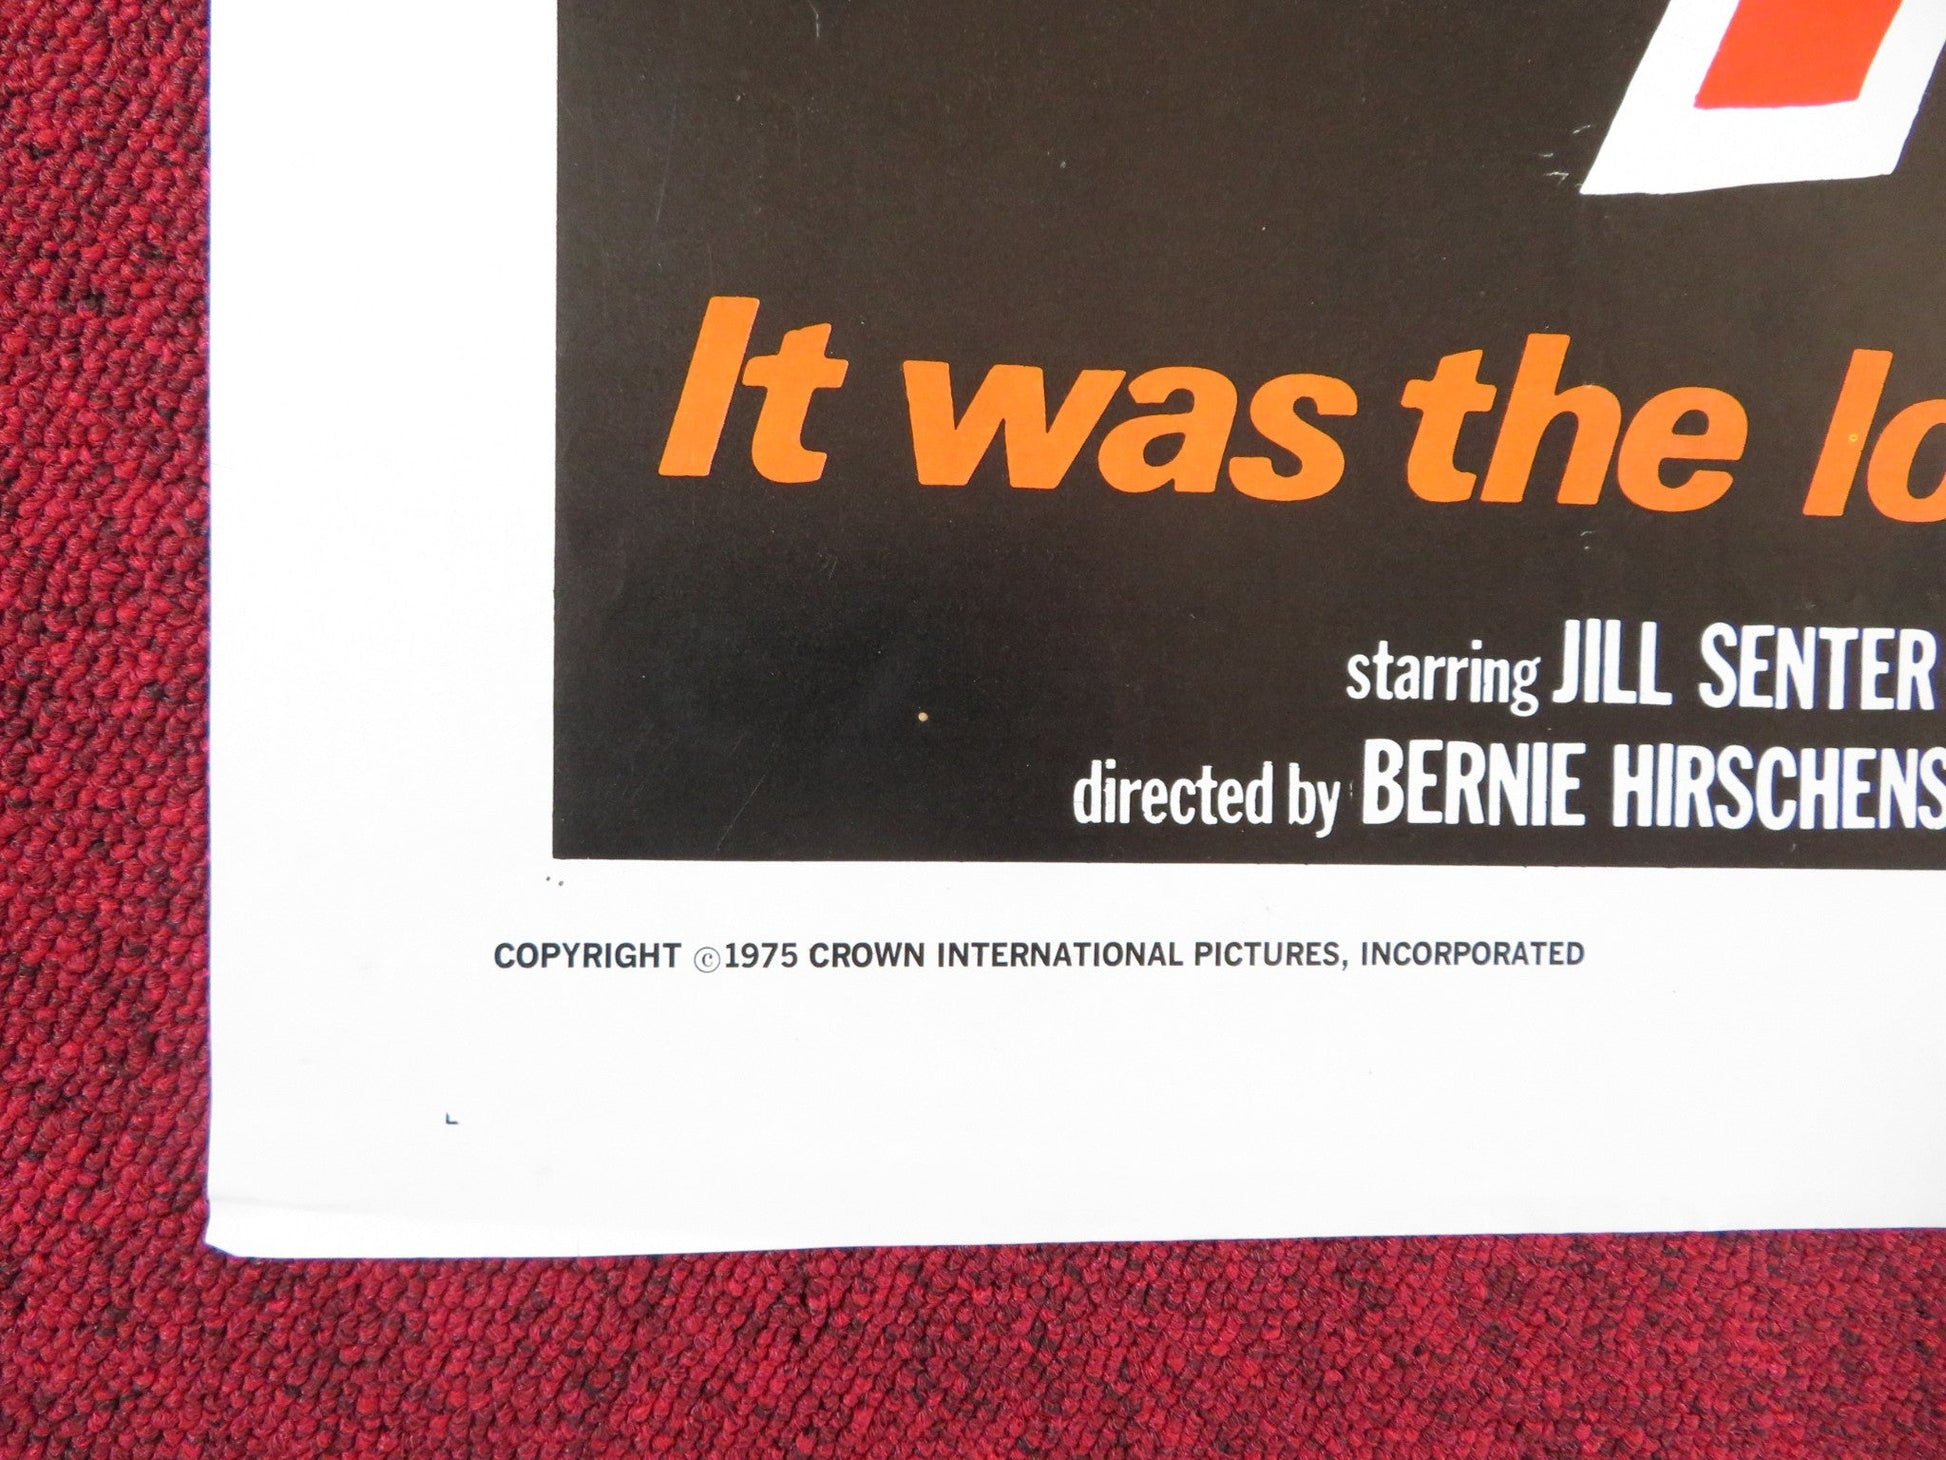 It was the lo
starring JILL SENTER
directed by BERNIE HIRSCHENS
COPYRIGHT ©1975 CROWN INTERNATIONAL PICTURES, INCORPORATED